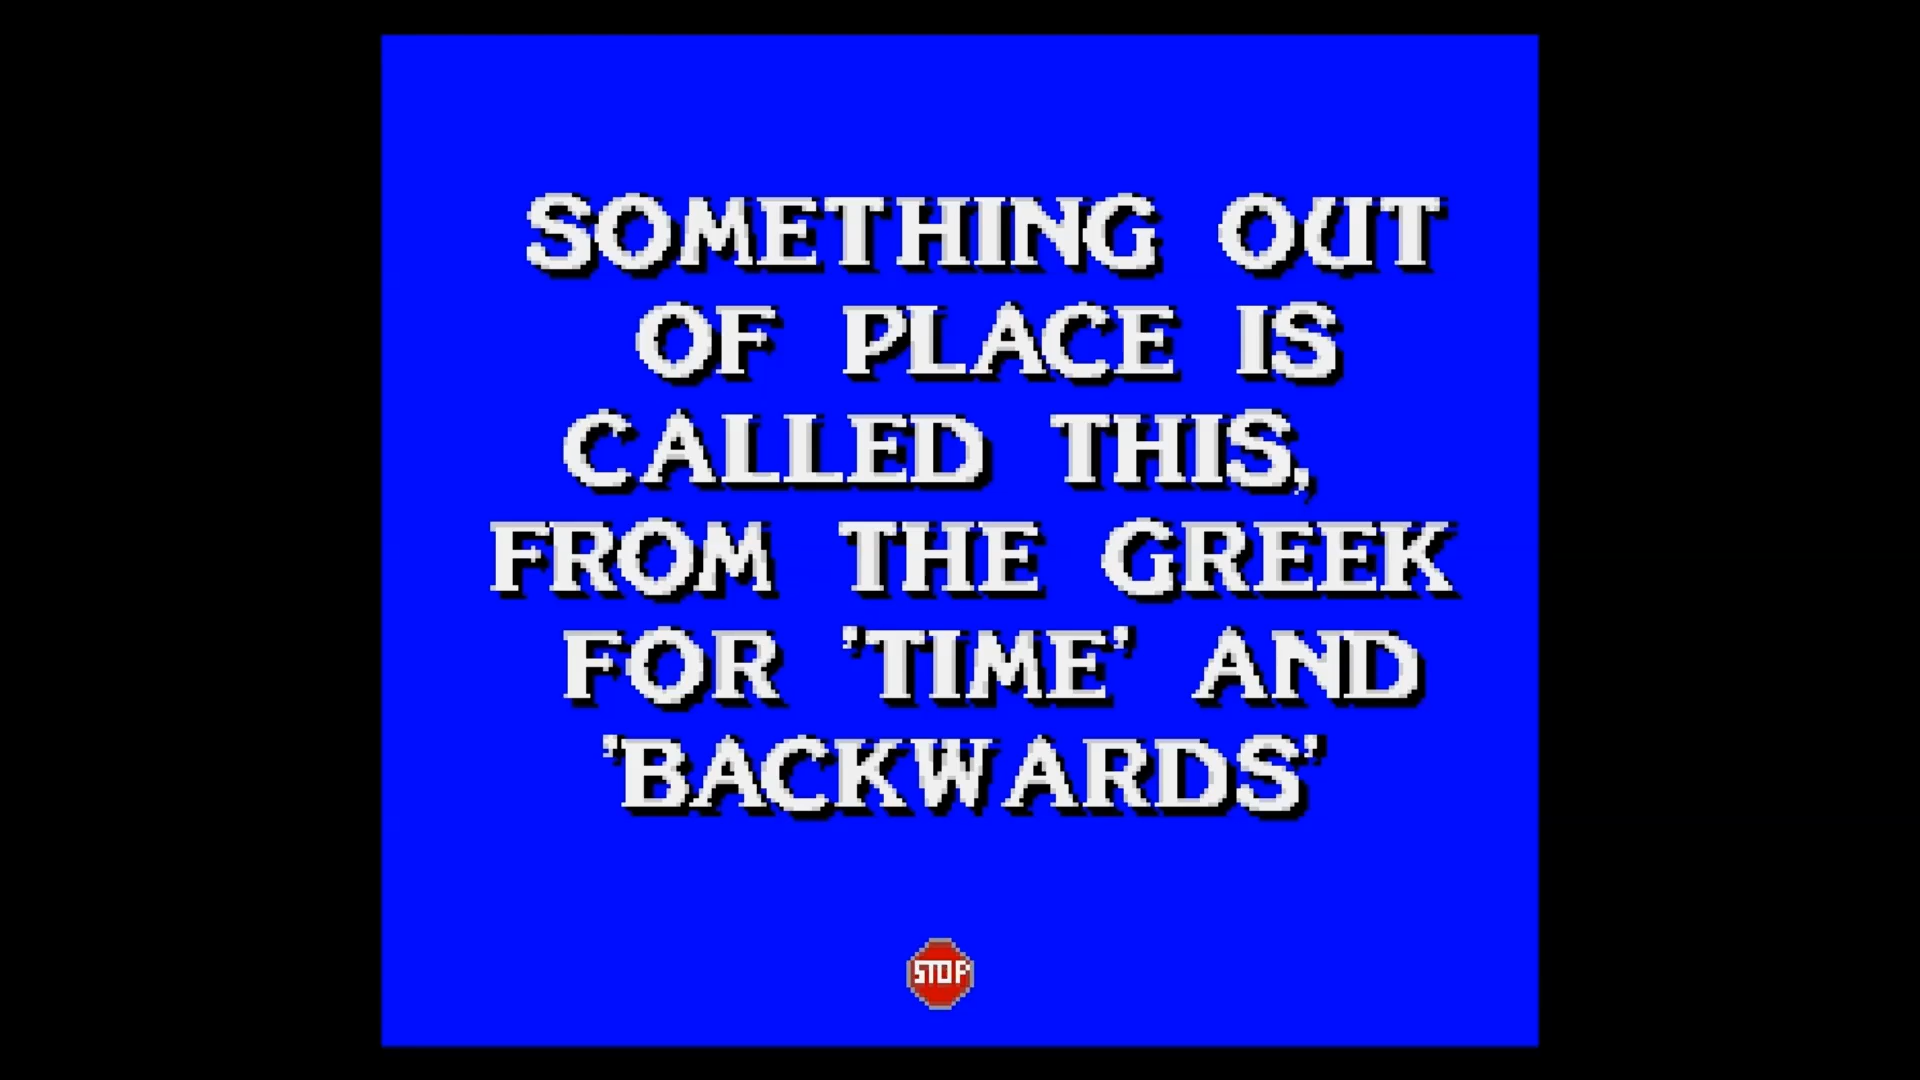 SOMETHING OUT
OF PLACE IS
CALLED THIS,
FROM THE GREEK
FOR 'TIME' AND
'BACKWARDS'
STOP